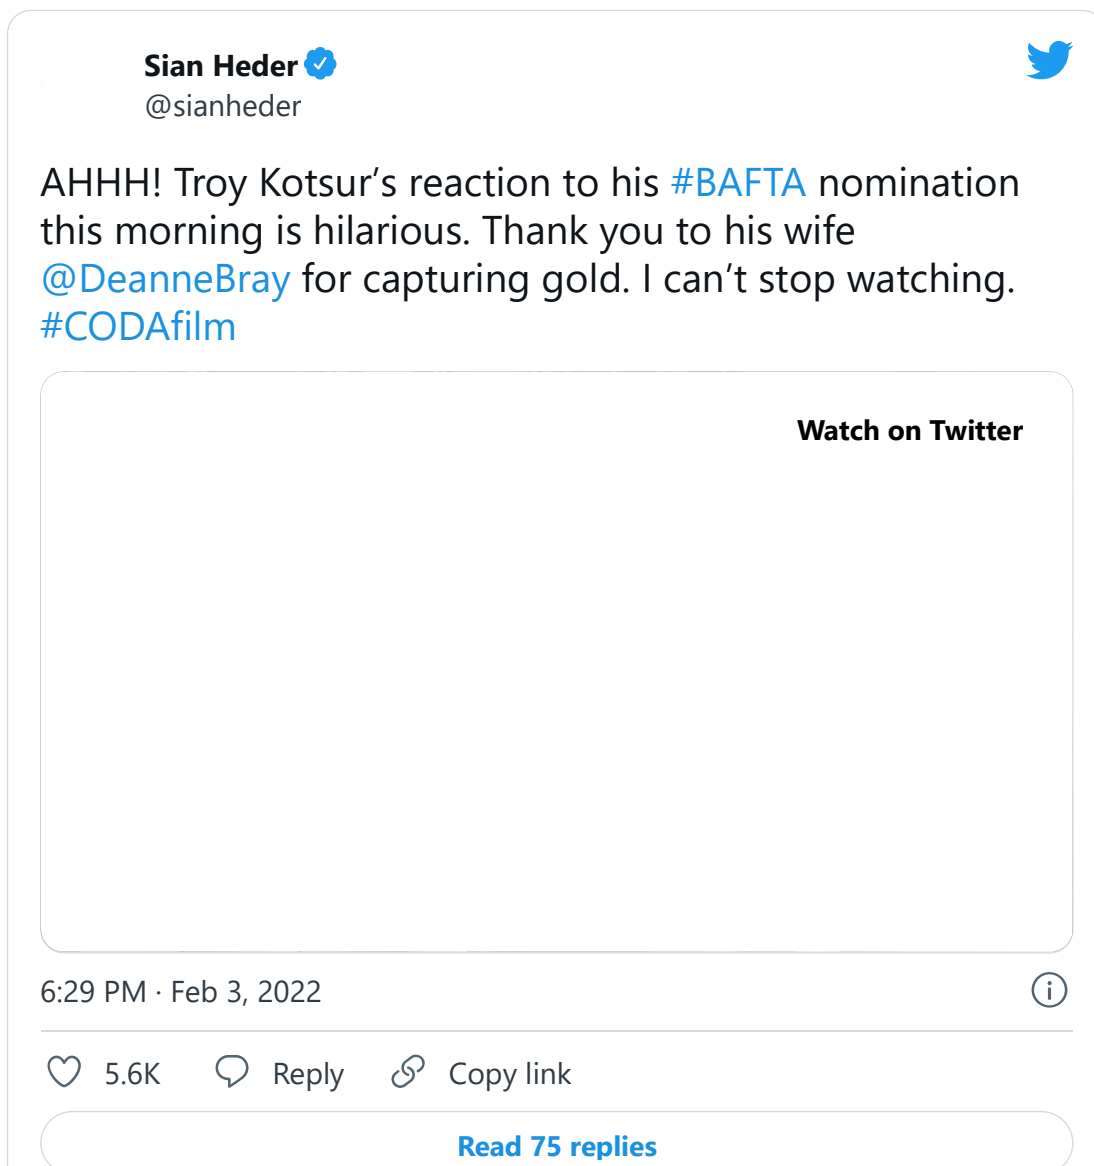 Sian Heder
@sianheder
AHHH! Troy Kotsur’s reaction to his #BAFTA nomination
this morning is hilarious. Thank you to his wife
@DeanneBray for capturing gold. I can’t stop watching.
#CODAfilm
Watch on Twitter
6:29 PM · Feb 3, 2022
5.6K Reply Copy link
Read 75 replies